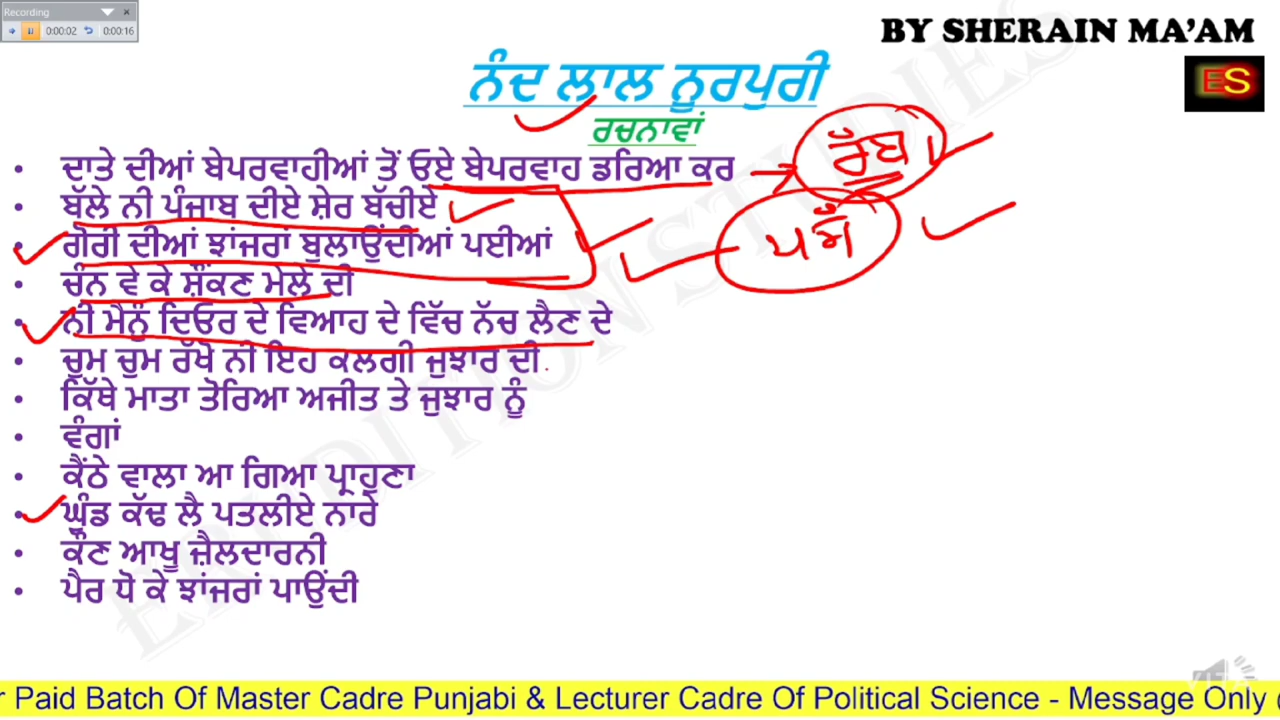 Recording
0:00:02 0:00:16
BY SHERAIN MA'AM
ES
ਨੰਦ ਲਾਲ ਨੂਰਪੁਰੀ
ਰਚਨਾਵਾਂ
• ਦਾਤੇ ਦੀਆਂ ਬੇਪਰਵਾਹੀਆਂ ਤੋਂ ਓਏ ਬੇਪਰਵਾਹ ਡਰਿਆ ਕਰ
ਰੱਬ
• ਬੱਲੇ ਨੀ ਪੰਜਾਬ ਦੀਏ ਸ਼ੇਰ ਬੱਚੀਏ
• ਗੋਰੀ ਦੀਆਂ ਝਾਂਜਰਾਂ ਬੁਲਾਉਂਦੀਆਂ ਪਈਆਂ
• ਚੰਨ ਵੇ ਕੇ ਸ਼ੌਂਕਣ ਮੇਲੇ ਦੀ
• ਨੀ ਮੈਨੂੰ ਦਿਓਰ ਦੇ ਵਿਆਹ ਦੇ ਵਿੱਚ ਨੱਚ ਲੈਣ ਦੇ
• ਚੁਮ ਚੁਮ ਰੱਖੋ ਨੀ ਇਹ ਕਲਗੀ ਜੁਝਾਰ ਦੀ
• ਕਿੱਥੇ ਮਾਤਾ ਤੋਰਿਆ ਅਜੀਤ ਤੇ ਜੁਝਾਰ ਨੂੰ
• ਵੰਗਾਂ
• ਕੈਂਠੇ ਵਾਲਾ ਆ ਗਿਆ ਪ੍ਰਾਹੁਣਾ
• ਘੁੰਡ ਕੱਢ ਲੈ ਪਤਲੀਏ ਨਾਰੇ
• ਕੌਣ ਆਖੂ ਜ਼ੈਲਦਾਰਨੀ
• ਪੈਰ ਧੋ ਕੇ ਝਾਂਜਰਾਂ ਪਾਉਂਦੀ
ERUDITION STUDIES
r Paid Batch Of Master Cadre Punjabi & Lecturer Cadre Of Political Science - Message Only (